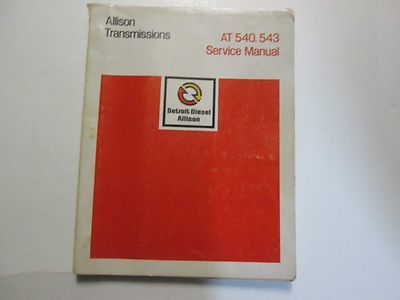 Allison
Transmissions
AT 540, 543
Service Manual
Detroit Diesel
Allison